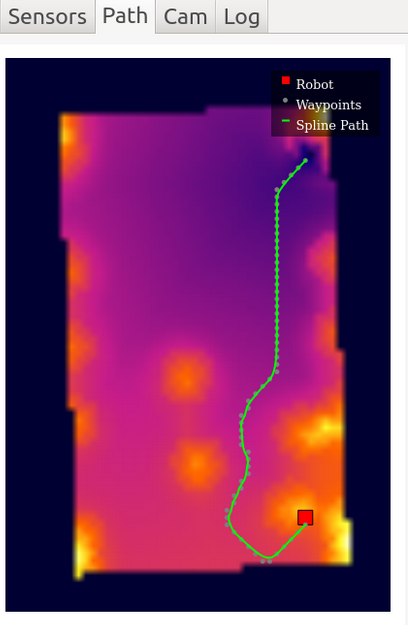 Sensors Path Cam Log
Robot
Waypoints
Spline Path